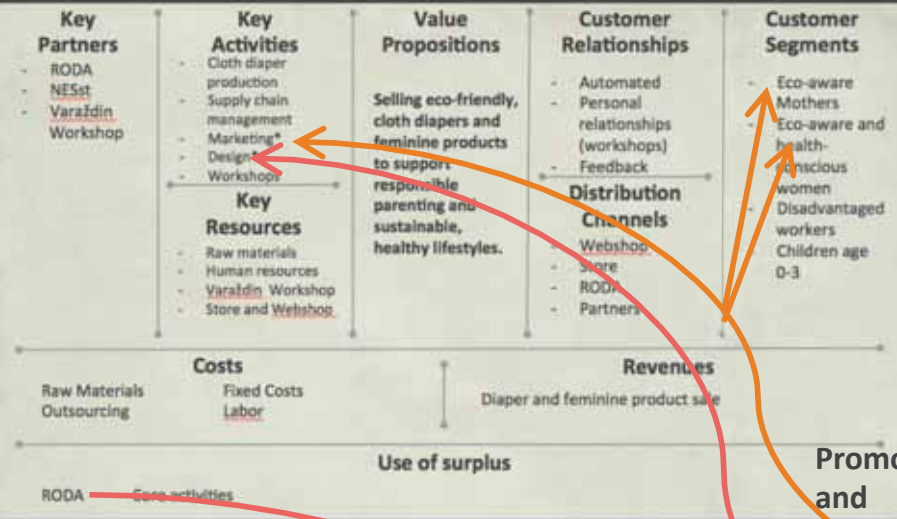 Key
Partners
- RODA
- NESst
- Varaždin
Workshop
Key
Activities
- Cloth diaper
production
- Supply chain
management
- Marketing*
- Design*
- Workshops
Key
Resources
- Raw materials
- Human resources
- Varaždin Workshop
- Store and Webshop
Value
Propositions
Selling eco-friendly,
cloth diapers and
feminine products
to support
responsible
parenting and
sustainable,
healthy lifestyles.
Customer
Relationships
- Automated
- Personal
relationships
(workshops)
- Feedback
Distribution
Channels
- Webshop
- Store
- RODA
- Partners
Customer
Segments
- Eco-aware
Mothers
- Eco-aware and
health-
conscious
women
- Disadvantaged
workers
Children age
0-3
Costs
Raw Materials Fixed Costs
Outsourcing Labor
Revenues
Diaper and feminine product sale
Use of surplus
RODA Core activities
and